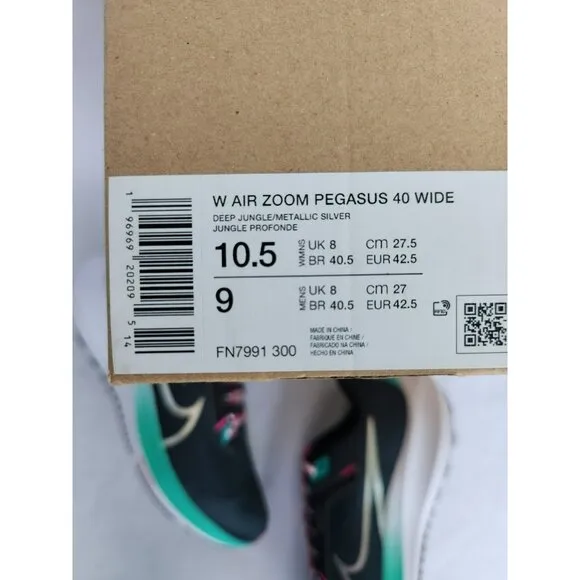 W AIR ZOOM PEGASUS 40 WIDE
DEEP JUNGLE/METALLIC SILVER
JUNGLE PROFONDE
10.5 WMNS UK 8 cm 27.5
BR 40.5 EUR 42.5
9 MENS UK 8 cm 27
BR 40.5 EUR 42.5
MADE IN CHINA /
FABRIQUE EN CHINE /
FABRICADO NA CHINA /
HECHO EN CHINA
FN7991 300
1 96969 20209 5 14